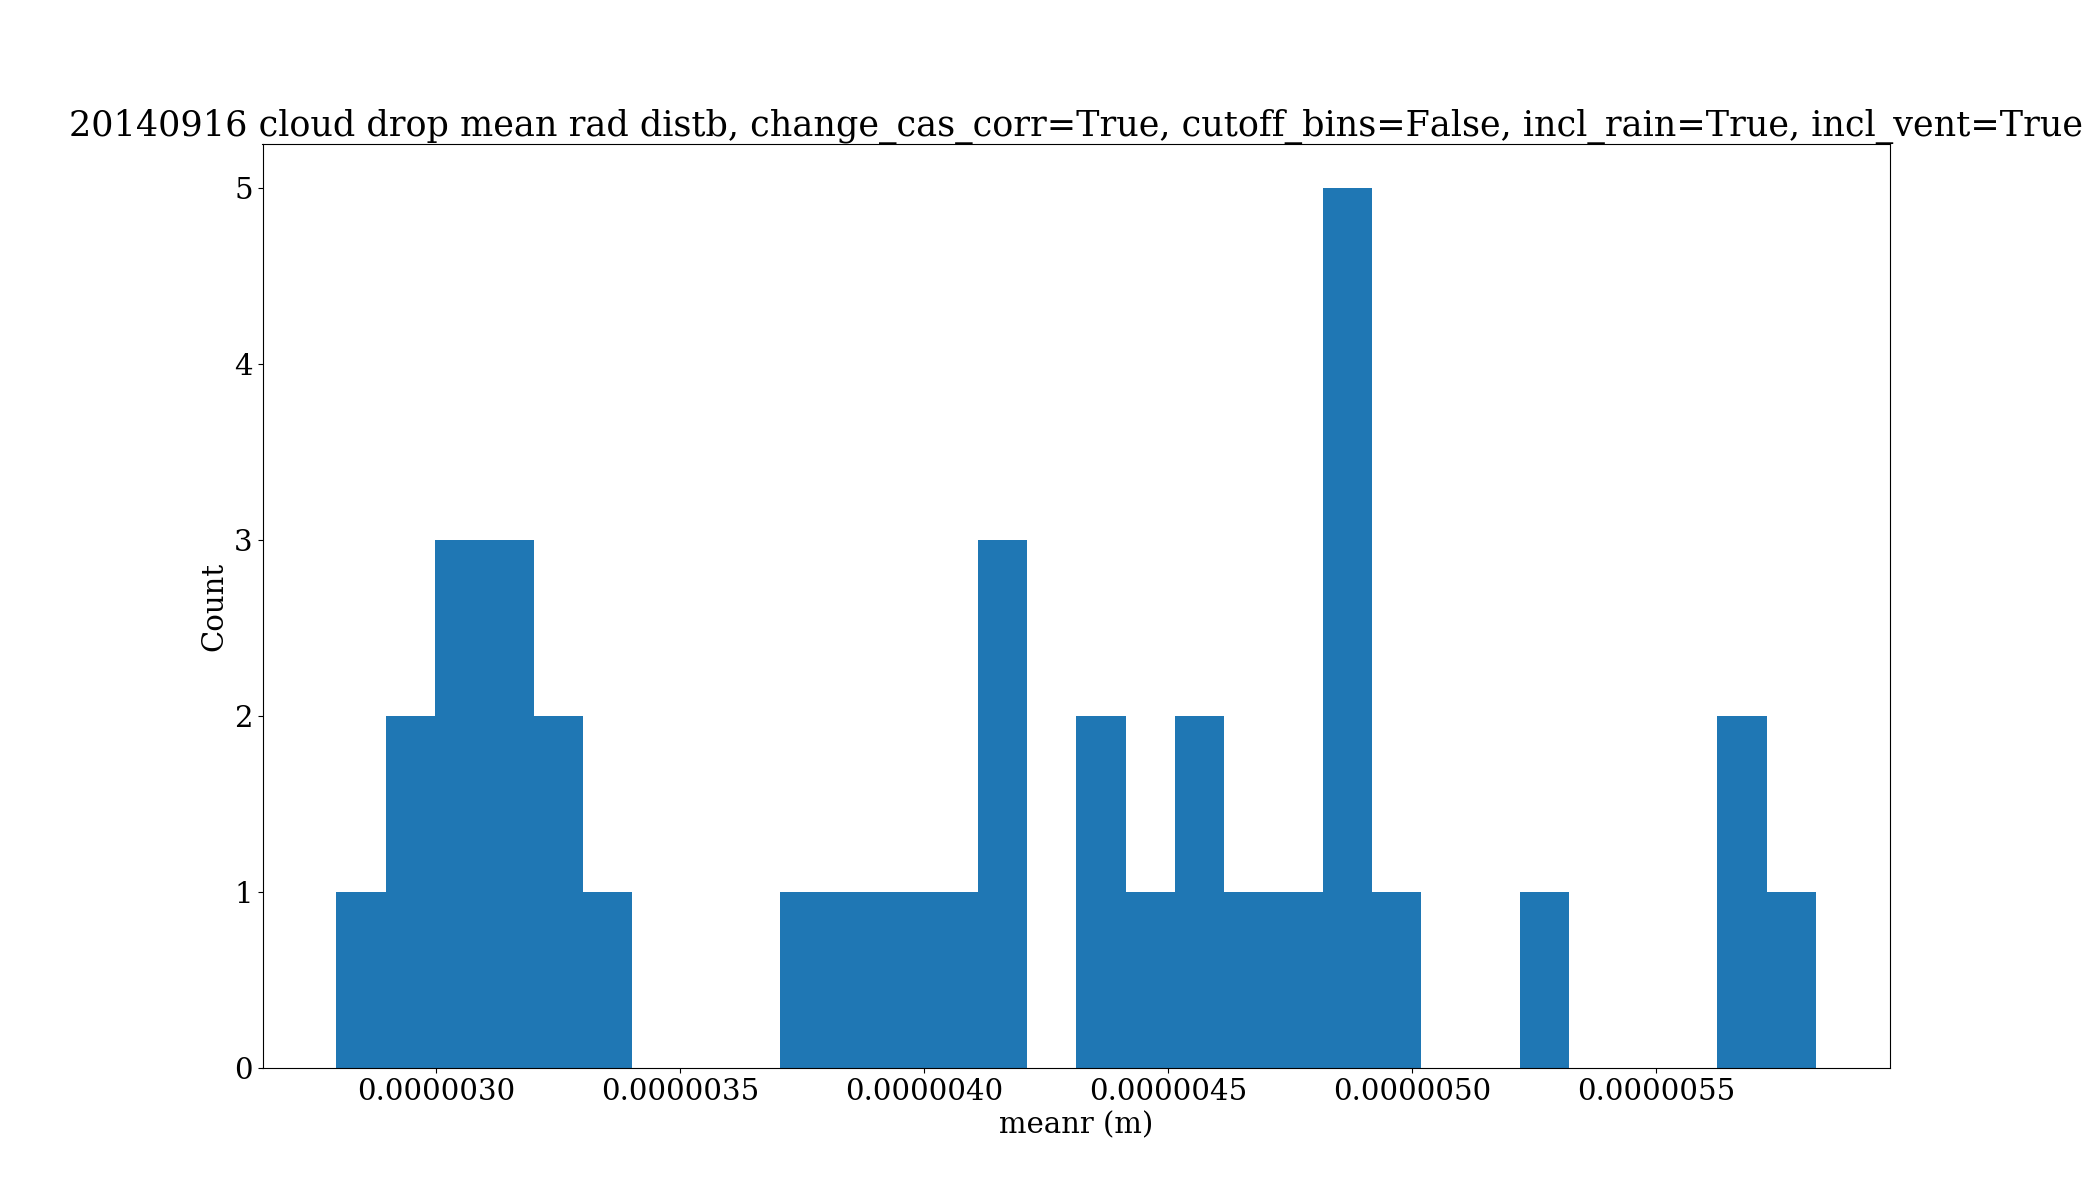 20140916 cloud drop mean rad distb, change_cas_corr=True, cutoff_bins=False, incl_rain=True, incl_vent=True
5
4
3
2
1
0
Count
0.0000030 0.0000035 0.0000040 0.0000045 0.0000050 0.0000055
meanr (m)